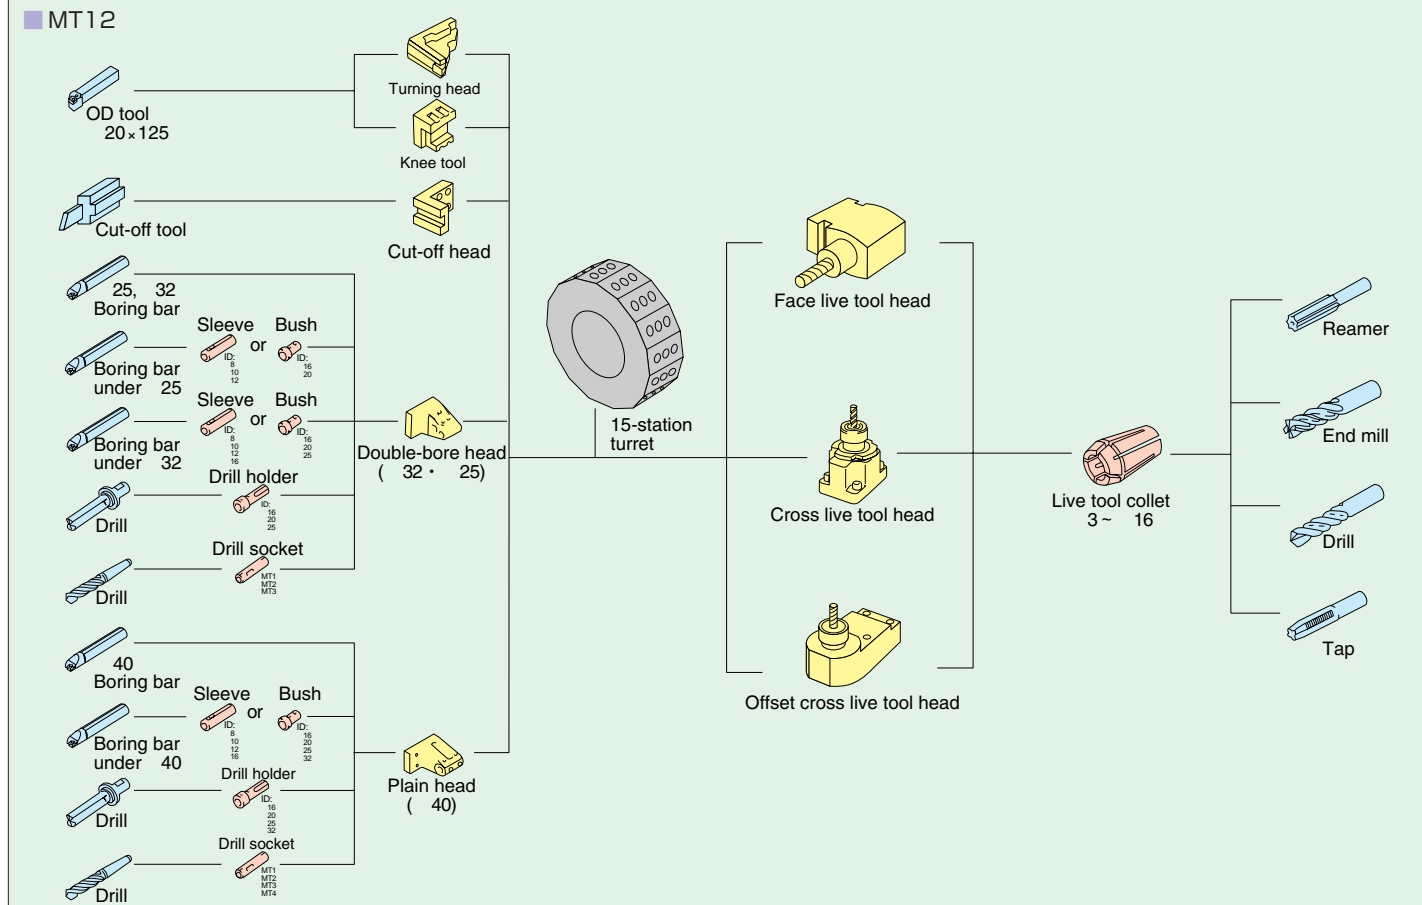 MT12
Turning head
OD tool
20×125
Knee tool
Cut-off tool
Cut-off head
25, 32
Boring bar
Sleeve
or
Bush
ID:
8
10
12
ID:
16
20
Boring bar
under 25
Sleeve
or
Bush
ID:
8
10
12
16
ID:
16
20
25
Boring bar
under 32
Double-bore head
( 32・ 25)
Drill holder
ID:
16
20
25
Drill
Drill socket
MT1
MT2
MT3
Drill
40
Boring bar
Sleeve
or
Bush
ID:
8
10
12
16
ID:
16
20
25
32
Boring bar
under 40
Drill holder
ID:
16
20
25
32
Drill
Plain head
( 40)
Drill socket
MT1
MT2
MT3
MT4
Drill
15-station
turret
Face live tool head
Cross live tool head
Offset cross live tool head
Live tool collet
3~ 16
Reamer
End mill
Drill
Tap